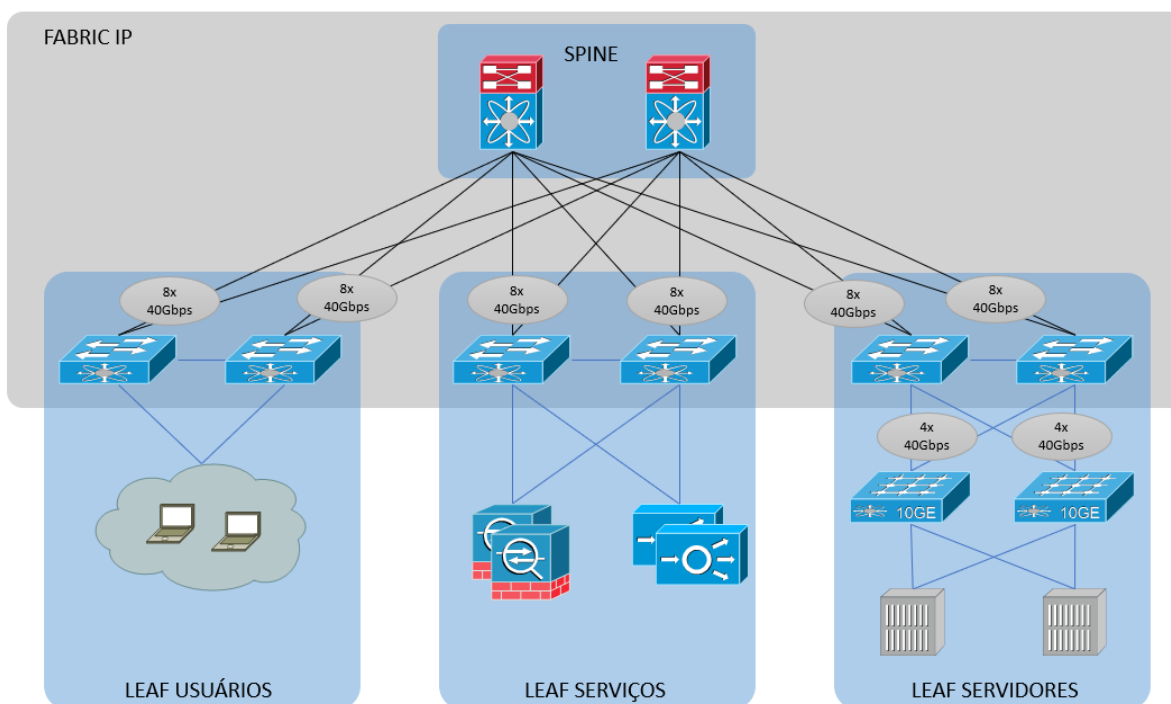 FABRIC IP
SPINE
8x
40Gbps
8x
40Gbps
8x
40Gbps
8x
40Gbps
8x
40Gbps
8x
40Gbps
4x
40Gbps
4x
40Gbps
10GE
10GE
LEAF USUÁRIOS
LEAF SERVIÇOS
LEAF SERVIDORES